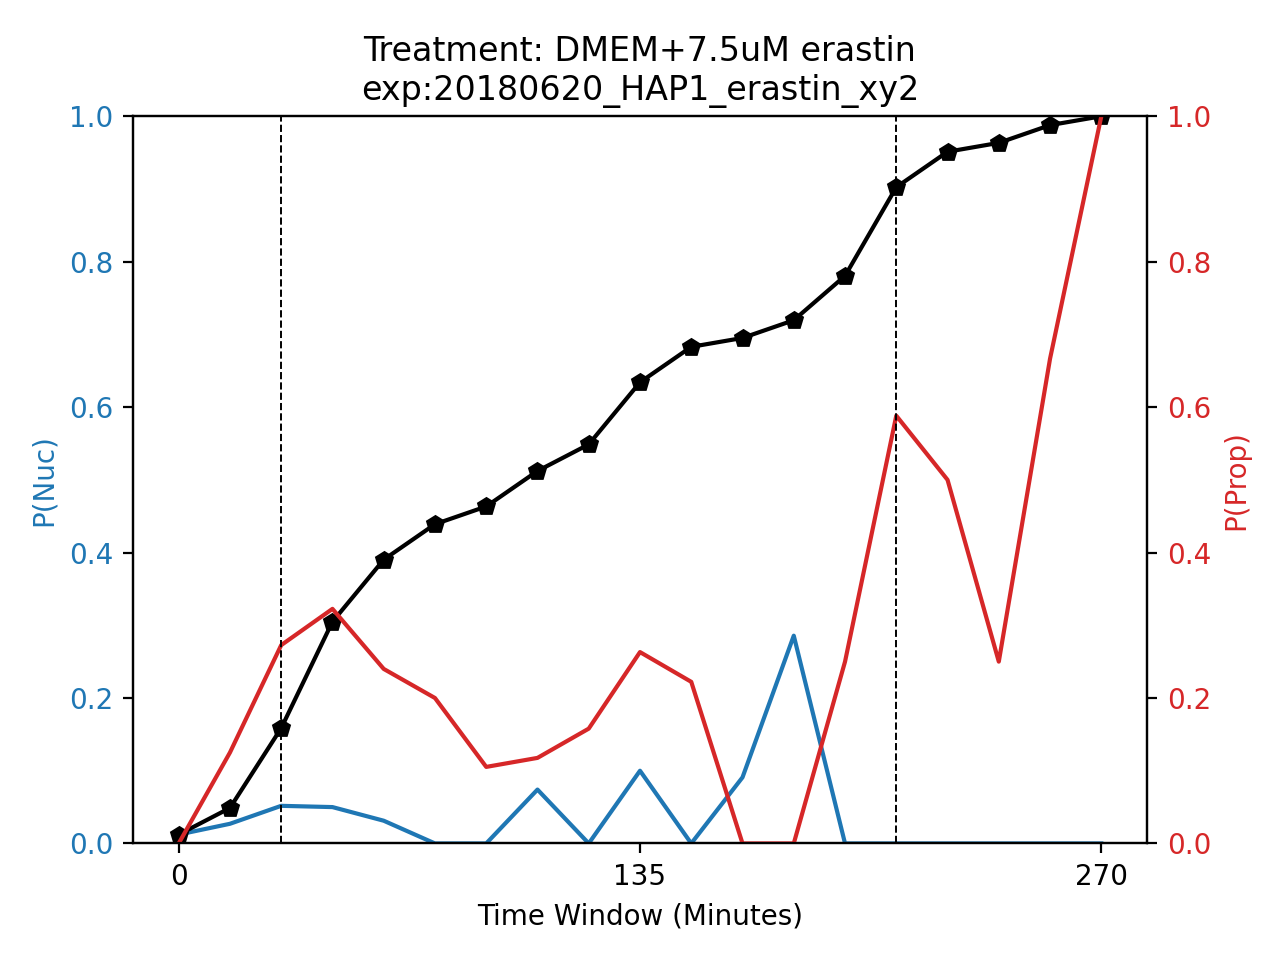 Treatment: DMEM+7.5uM erastin
exp:20180620_HAP1_erastin_xy2
1.0
0.8
0.6
0.4
0.2
0.0
P(Nuc)
1.0
0.8
0.6
0.4
0.2
0.0
P(Prop)
0 135 270
Time Window (Minutes)